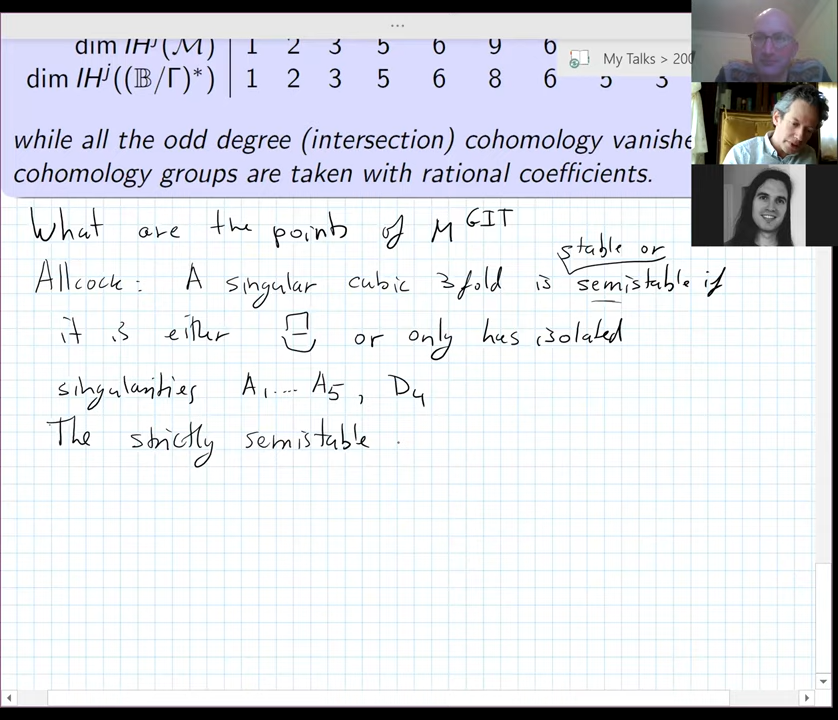 dim IHʲ(M) | 1 2 3 5 6 9 6
dim IHʲ((𝔹/Γ)*) | 1 2 3 5 6 8 6 5 3
My Talks > 200
while all the odd degree (intersection) cohomology vanishe
cohomology groups are taken with rational coefficients.
What are the points of M^GIT
stable or
Allcock: A singular cubic 3fold is semistable if
it is either or only has isolated
singularities A₁.... A₅, D₄
The strictly semistable